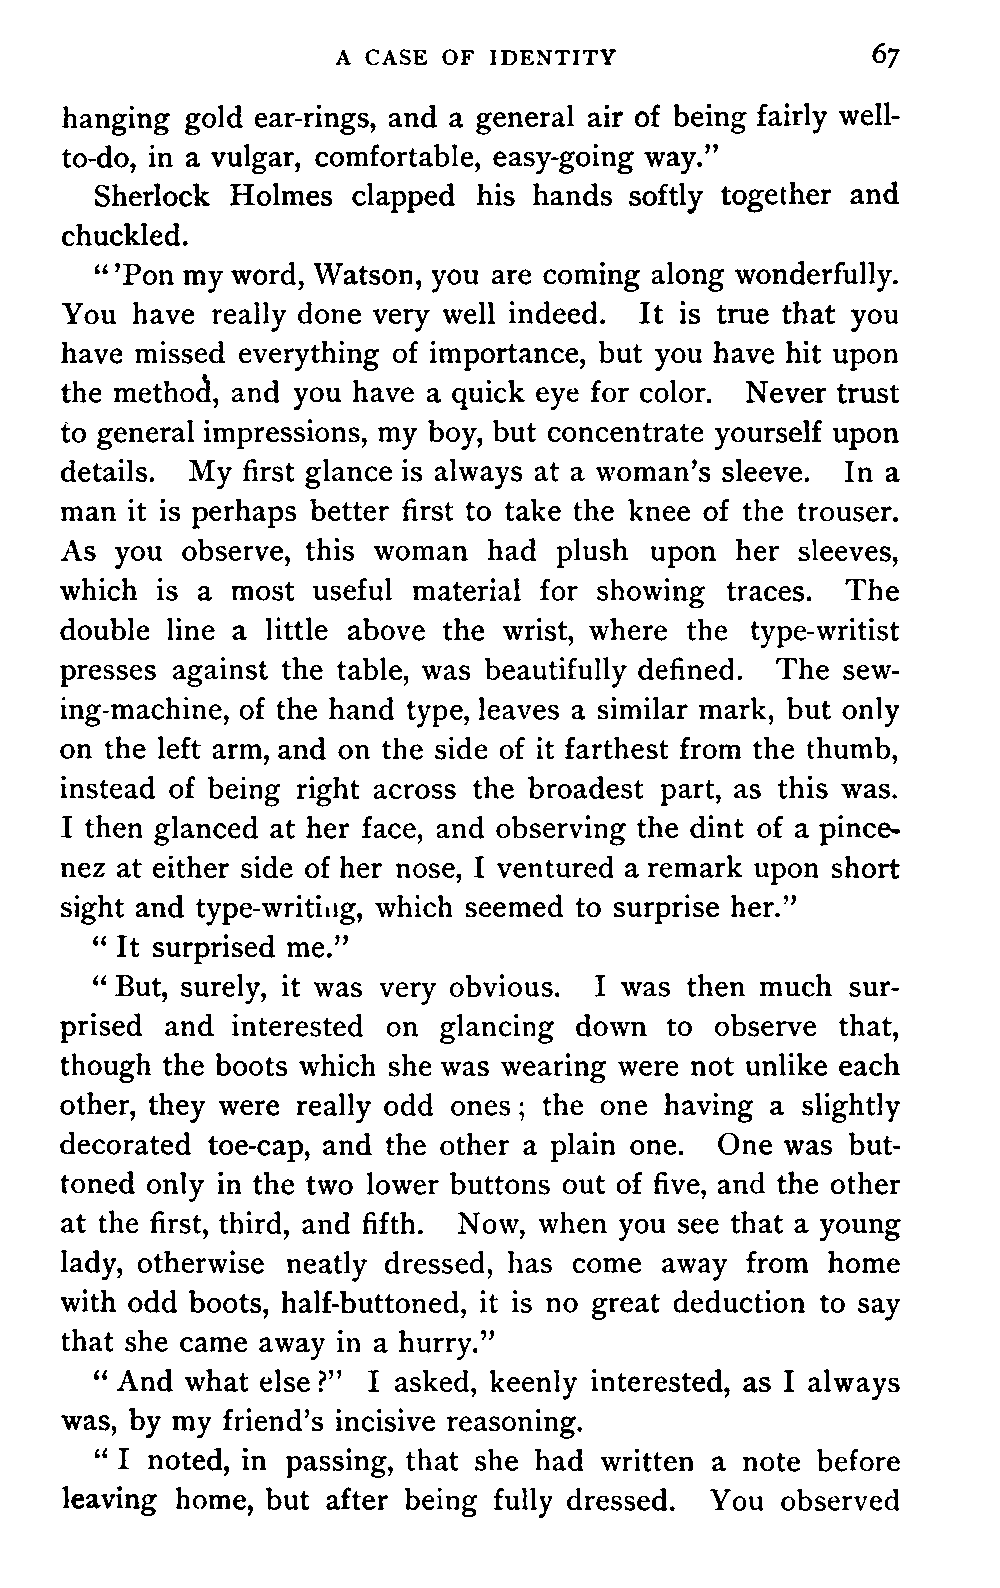 A CASE OF IDENTITY 67
hanging gold ear-rings, and a general air of being fairly well-
to-do, in a vulgar, comfortable, easy-going way.”
Sherlock Holmes clapped his hands softly together and
chuckled.
“’Pon my word, Watson, you are coming along wonderfully.
You have really done very well indeed. It is true that you
have missed everything of importance, but you have hit upon
the method, and you have a quick eye for color. Never trust
to general impressions, my boy, but concentrate yourself upon
details. My first glance is always at a woman’s sleeve. In a
man it is perhaps better first to take the knee of the trouser.
As you observe, this woman had plush upon her sleeves,
which is a most useful material for showing traces. The
double line a little above the wrist, where the type-writist
presses against the table, was beautifully defined. The sew-
ing-machine, of the hand type, leaves a similar mark, but only
on the left arm, and on the side of it farthest from the thumb,
instead of being right across the broadest part, as this was.
I then glanced at her face, and observing the dint of a pince-
nez at either side of her nose, I ventured a remark upon short
sight and type-writing, which seemed to surprise her.”
“ It surprised me.”
“ But, surely, it was very obvious. I was then much sur-
prised and interested on glancing down to observe that,
though the boots which she was wearing were not unlike each
other, they were really odd ones ; the one having a slightly
decorated toe-cap, and the other a plain one. One was but-
toned only in the two lower buttons out of five, and the other
at the first, third, and fifth. Now, when you see that a young
lady, otherwise neatly dressed, has come away from home
with odd boots, half-buttoned, it is no great deduction to say
that she came away in a hurry.”
“ And what else ?” I asked, keenly interested, as I always
was, by my friend’s incisive reasoning.
“ I noted, in passing, that she had written a note before
leaving home, but after being fully dressed. You observed